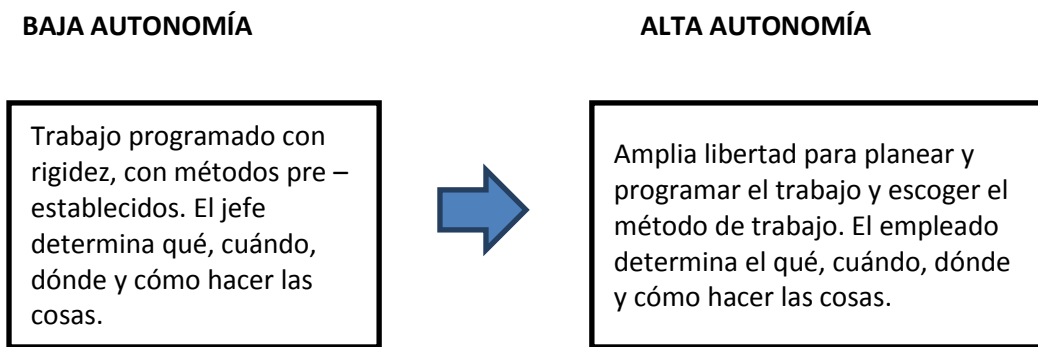 BAJA AUTONOMÍA
ALTA AUTONOMÍA
Trabajo programado con
rigidez, con métodos pre –
establecidos. El jefe
determina qué, cuándo,
dónde y cómo hacer las
cosas.
Amplia libertad para planear y
programar el trabajo y escoger el
método de trabajo. El empleado
determina el qué, cuándo, dónde
y cómo hacer las cosas.